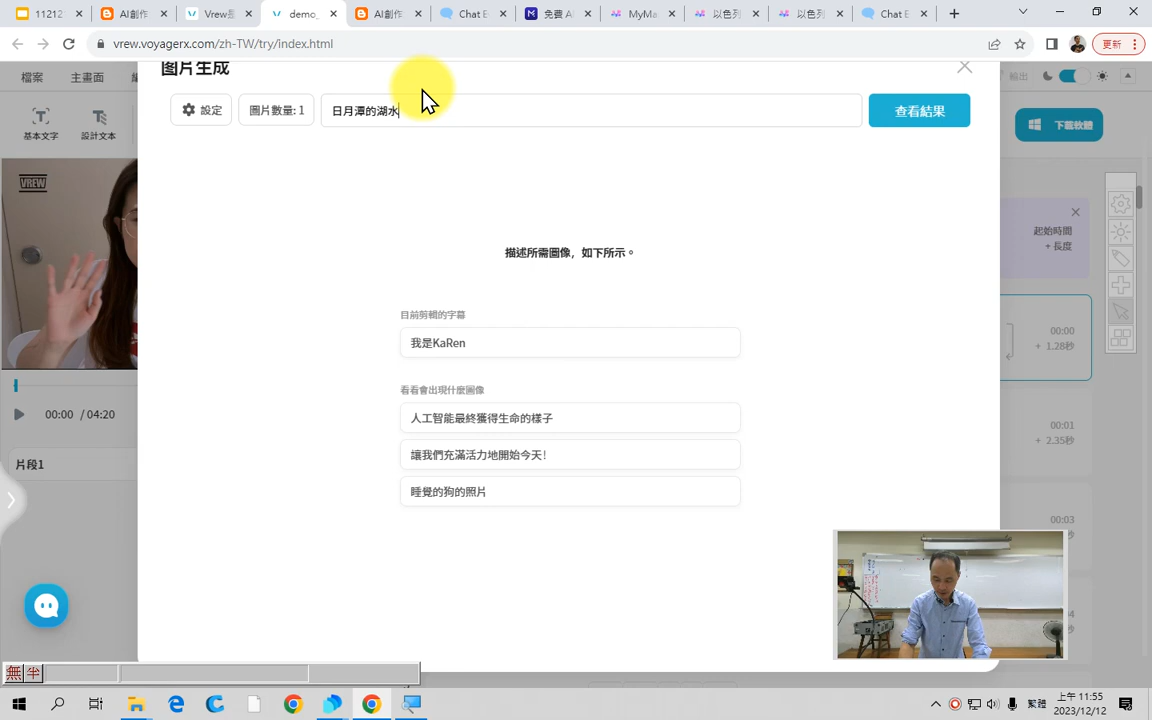 11212
AI創作
Vrew
demo_
AI創作
Chat E
免費 A
MyMa
以色列
以色列
Chat E
vrew.voyagerx.com/zh-TW/try/index.html
更新
檔案
主畫面
图片生成
輸出
基本文字
設計文本
設定
圖片數量: 1
日月潭的湖水
查看結果
下載軟體
VREW
起始時間
+ 長度
描述所需圖像，如下所示。
目前剪輯的字幕
我是KaRen
00:00
+ 1.28秒
看看會出現什麼圖像
人工智能最終獲得生命的樣子
讓我們充滿活力地開始今天!
睡覺的狗的照片
00:00 / 04:20
00:01
+ 2.35秒
片段1
00:03
無 半
繁體
上午 11:55
2023/12/12